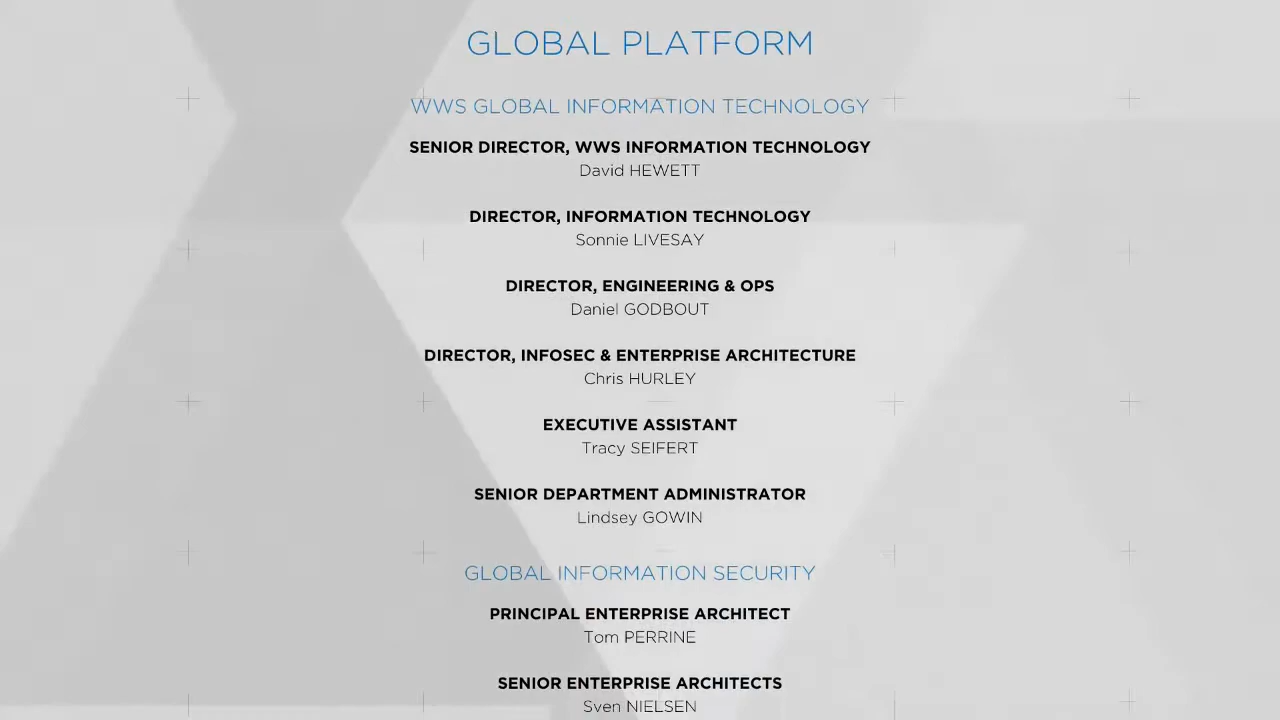 GLOBAL PLATFORM
WWS GLOBAL INFORMATION TECHNOLOGY
SENIOR DIRECTOR, WWS INFORMATION TECHNOLOGY
David HEWETT
DIRECTOR, INFORMATION TECHNOLOGY
Sonnie LIVESAY
DIRECTOR, ENGINEERING & OPS
Daniel GODBOUT
DIRECTOR, INFOSEC & ENTERPRISE ARCHITECTURE
Chris HURLEY
EXECUTIVE ASSISTANT
Tracy SEIFERT
SENIOR DEPARTMENT ADMINISTRATOR
Lindsey GOWIN
GLOBAL INFORMATION SECURITY
PRINCIPAL ENTERPRISE ARCHITECT
Tom PERRINE
SENIOR ENTERPRISE ARCHITECTS
Sven NIELSEN